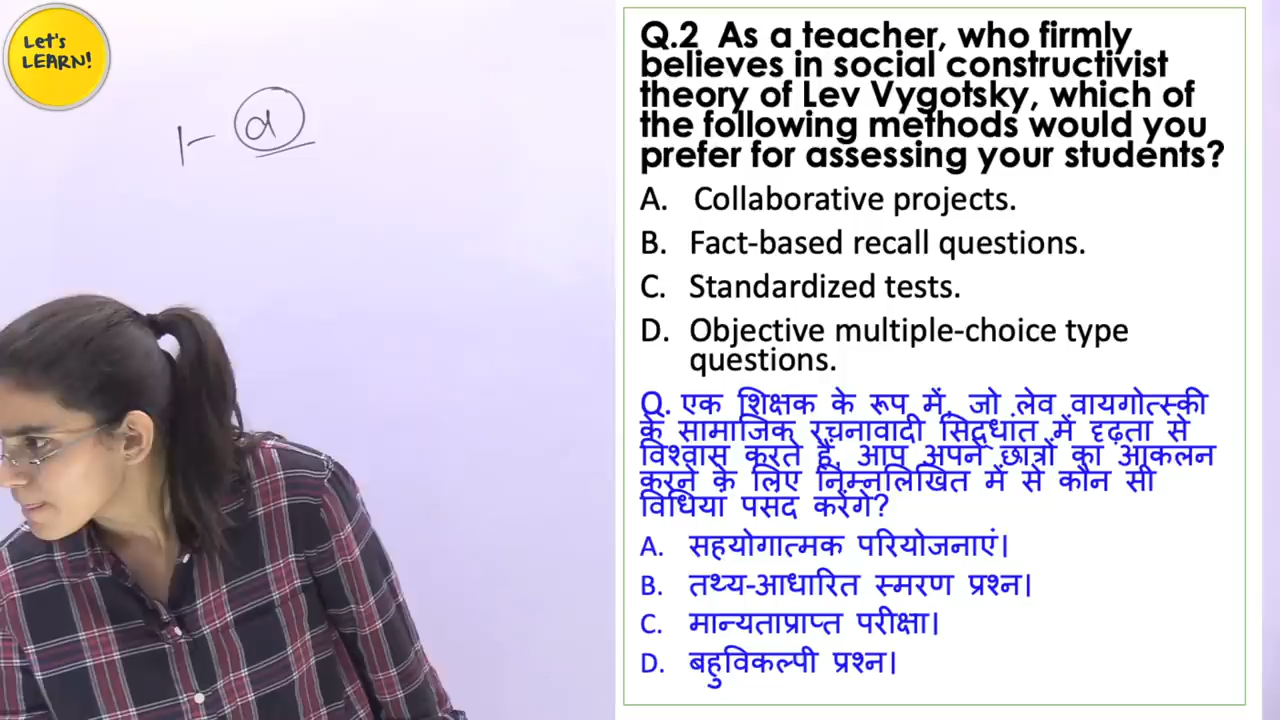 Let's
LEARN!
1- d
Q.2 As a teacher, who firmly
believes in social constructivist
theory of Lev Vygotsky, which of
the following methods would you
prefer for assessing your students?
A. Collaborative projects.
B. Fact-based recall questions.
C. Standardized tests.
D. Objective multiple-choice type
questions.
Q. एक शिक्षक के रूप में, जो लेव वायगोत्स्की
के सामाजिक रचनावादी सिद्धांत में दृढ़ता से
विश्वास करते हैं, आप अपने छात्रों का आकलन
करने के लिए निम्नलिखित में से कौन सी
विधियां पसंद करेंगे?
A. सहयोगात्मक परियोजनाएं।
B. तथ्य-आधारित स्मरण प्रश्न।
C. मान्यताप्राप्त परीक्षा।
D. बहुविकल्पी प्रश्न।